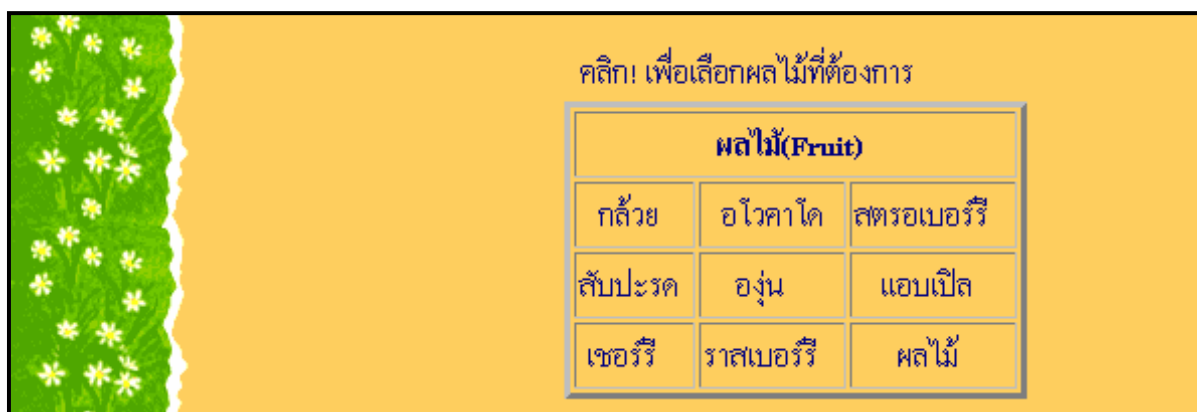 คลิก! เพื่อเลือกผลไม้ที่ต้องการ
ผลไม้(Fruit)
กล้วย อโวคาโด สตรอเบอร์รี
สับปะรด องุ่น แอบเปิล
เชอร์รี ราสเบอร์รี ผลไม้